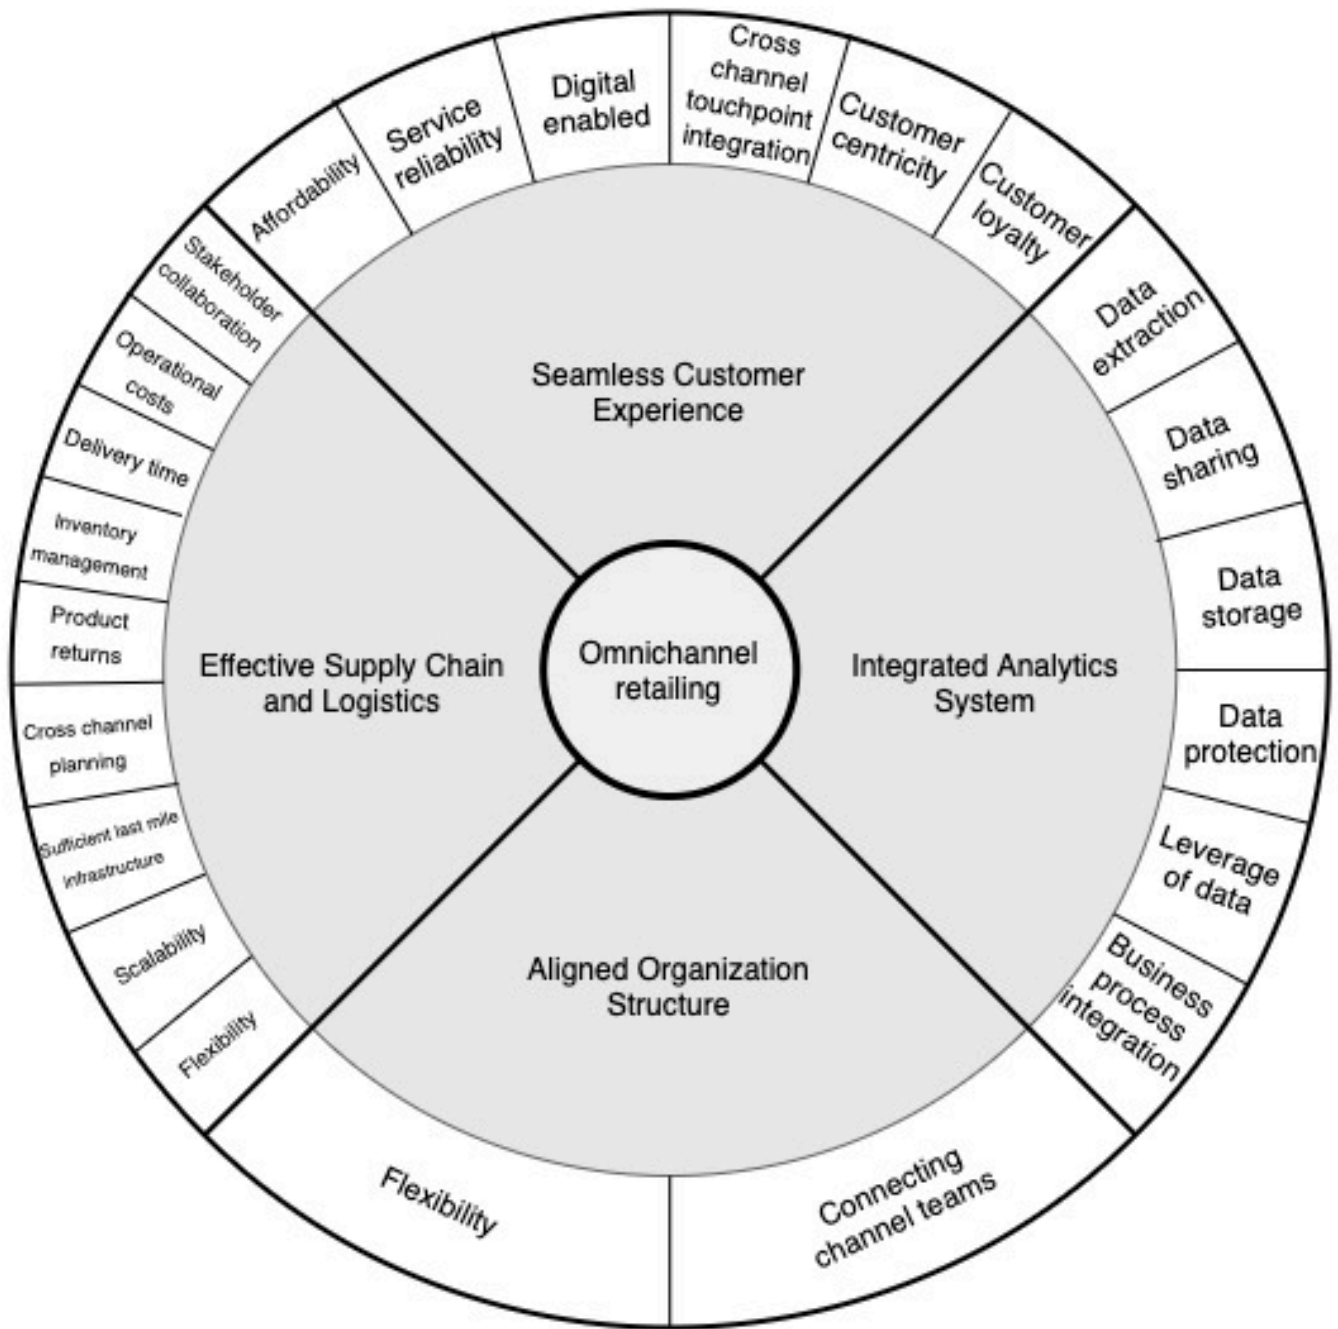 Cross
channel
touchpoint
integration
Customer
centricity
Customer
loyalty
Data
extraction
Data
sharing
Data
storage
Data
protection
Leverage
of data
Business
process
integration
Connecting
channel teams
Flexibility
Flexibility
Scalability
Sufficient last mile
infrastructure
Cross channel
planning
Product
returns
Inventory
management
Delivery time
Operational
costs
Stakeholder
collaboration
Affordability
Service
reliability
Digital
enabled
Seamless Customer
Experience
Integrated Analytics
System
Aligned Organization
Structure
Effective Supply Chain
and Logistics
Omnichannel
retailing